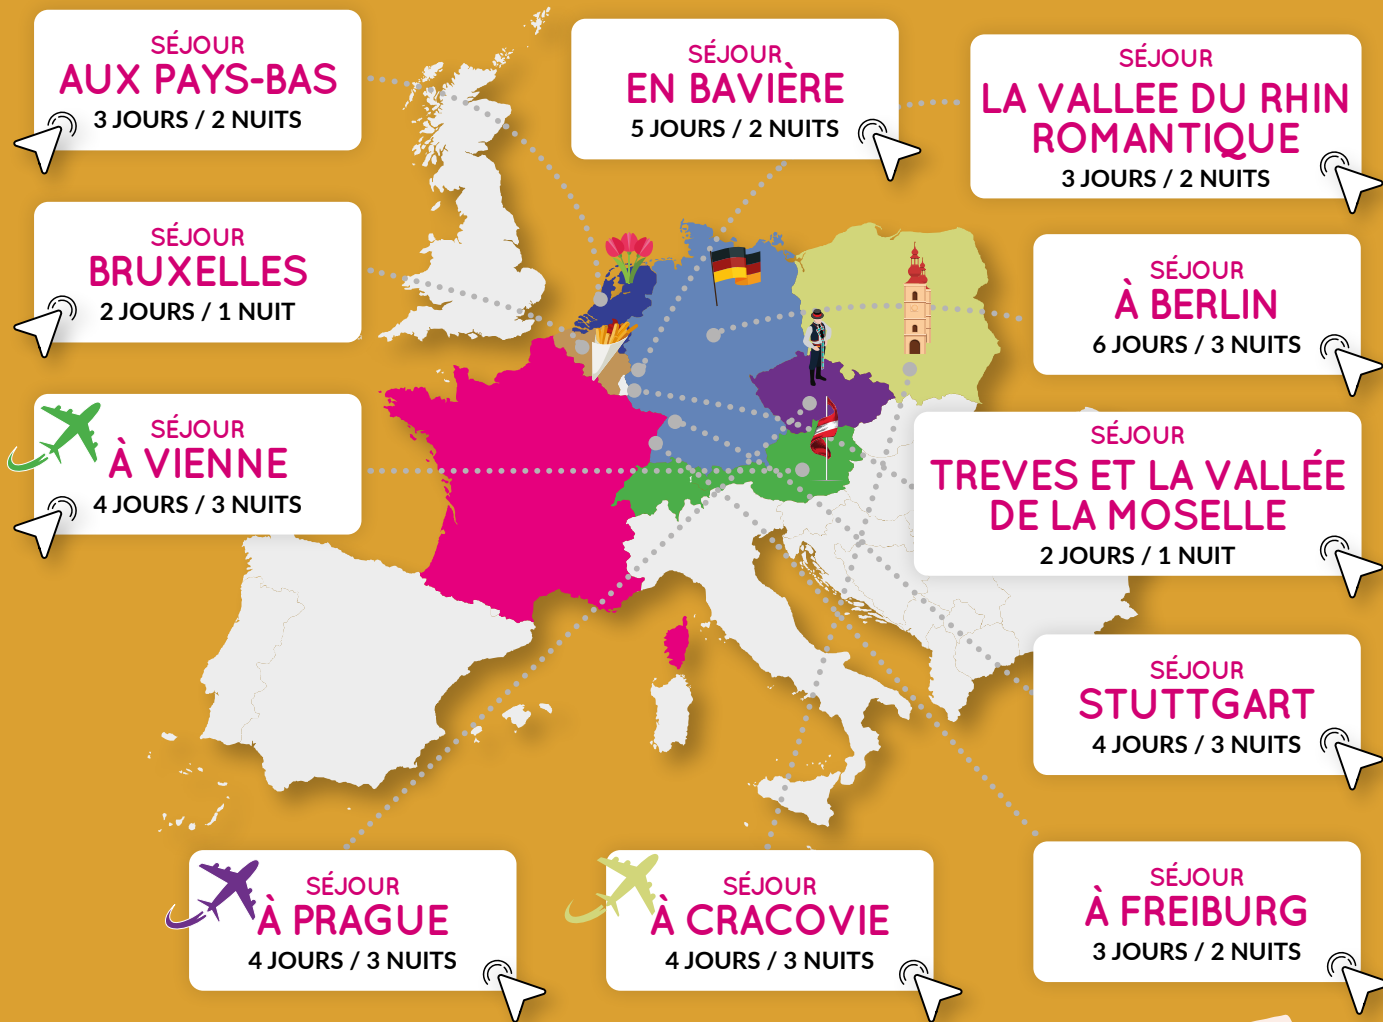 SÉJOUR
AUX PAYS-BAS
3 JOURS / 2 NUITS
SÉJOUR
EN BAVIÈRE
5 JOURS / 2 NUITS
SÉJOUR
LA VALLEE DU RHIN
ROMANTIQUE
3 JOURS / 2 NUITS
SÉJOUR
BRUXELLES
2 JOURS / 1 NUIT
SÉJOUR
À BERLIN
6 JOURS / 3 NUITS
SÉJOUR
À VIENNE
4 JOURS / 3 NUITS
SÉJOUR
TREVES ET LA VALLÉE
DE LA MOSELLE
2 JOURS / 1 NUIT
SÉJOUR
STUTTGART
4 JOURS / 3 NUITS
SÉJOUR
À PRAGUE
4 JOURS / 3 NUITS
SÉJOUR
À CRACOVIE
4 JOURS / 3 NUITS
SÉJOUR
À FREIBURG
3 JOURS / 2 NUITS